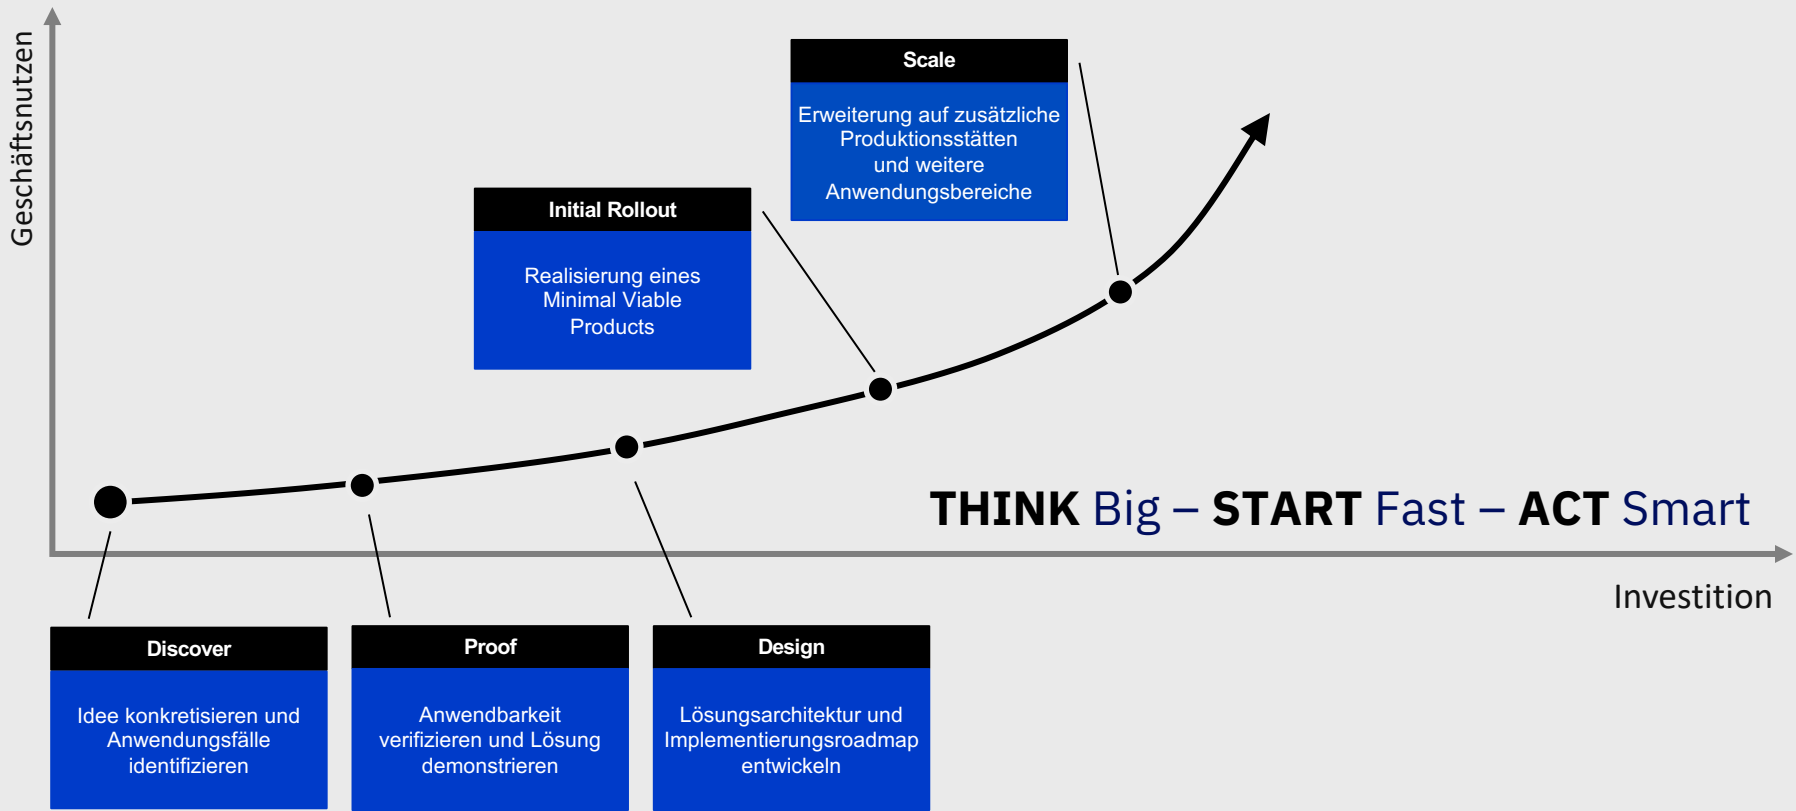 Geschäftsnutzen
Scale
Erweiterung auf zusätzliche
Produktionsstätten
und weitere
Anwendungsbereiche
Initial Rollout
Realisierung eines
Minimal Viable
Products
THINK Big – START Fast – ACT Smart
Investition
Discover
Idee konkretisieren und
Anwendungsfälle
identifizieren
Proof
Anwendbarkeit
verifizieren und Lösung
demonstrieren
Design
Lösungsarchitektur und
Implementierungsroadmap
entwickeln